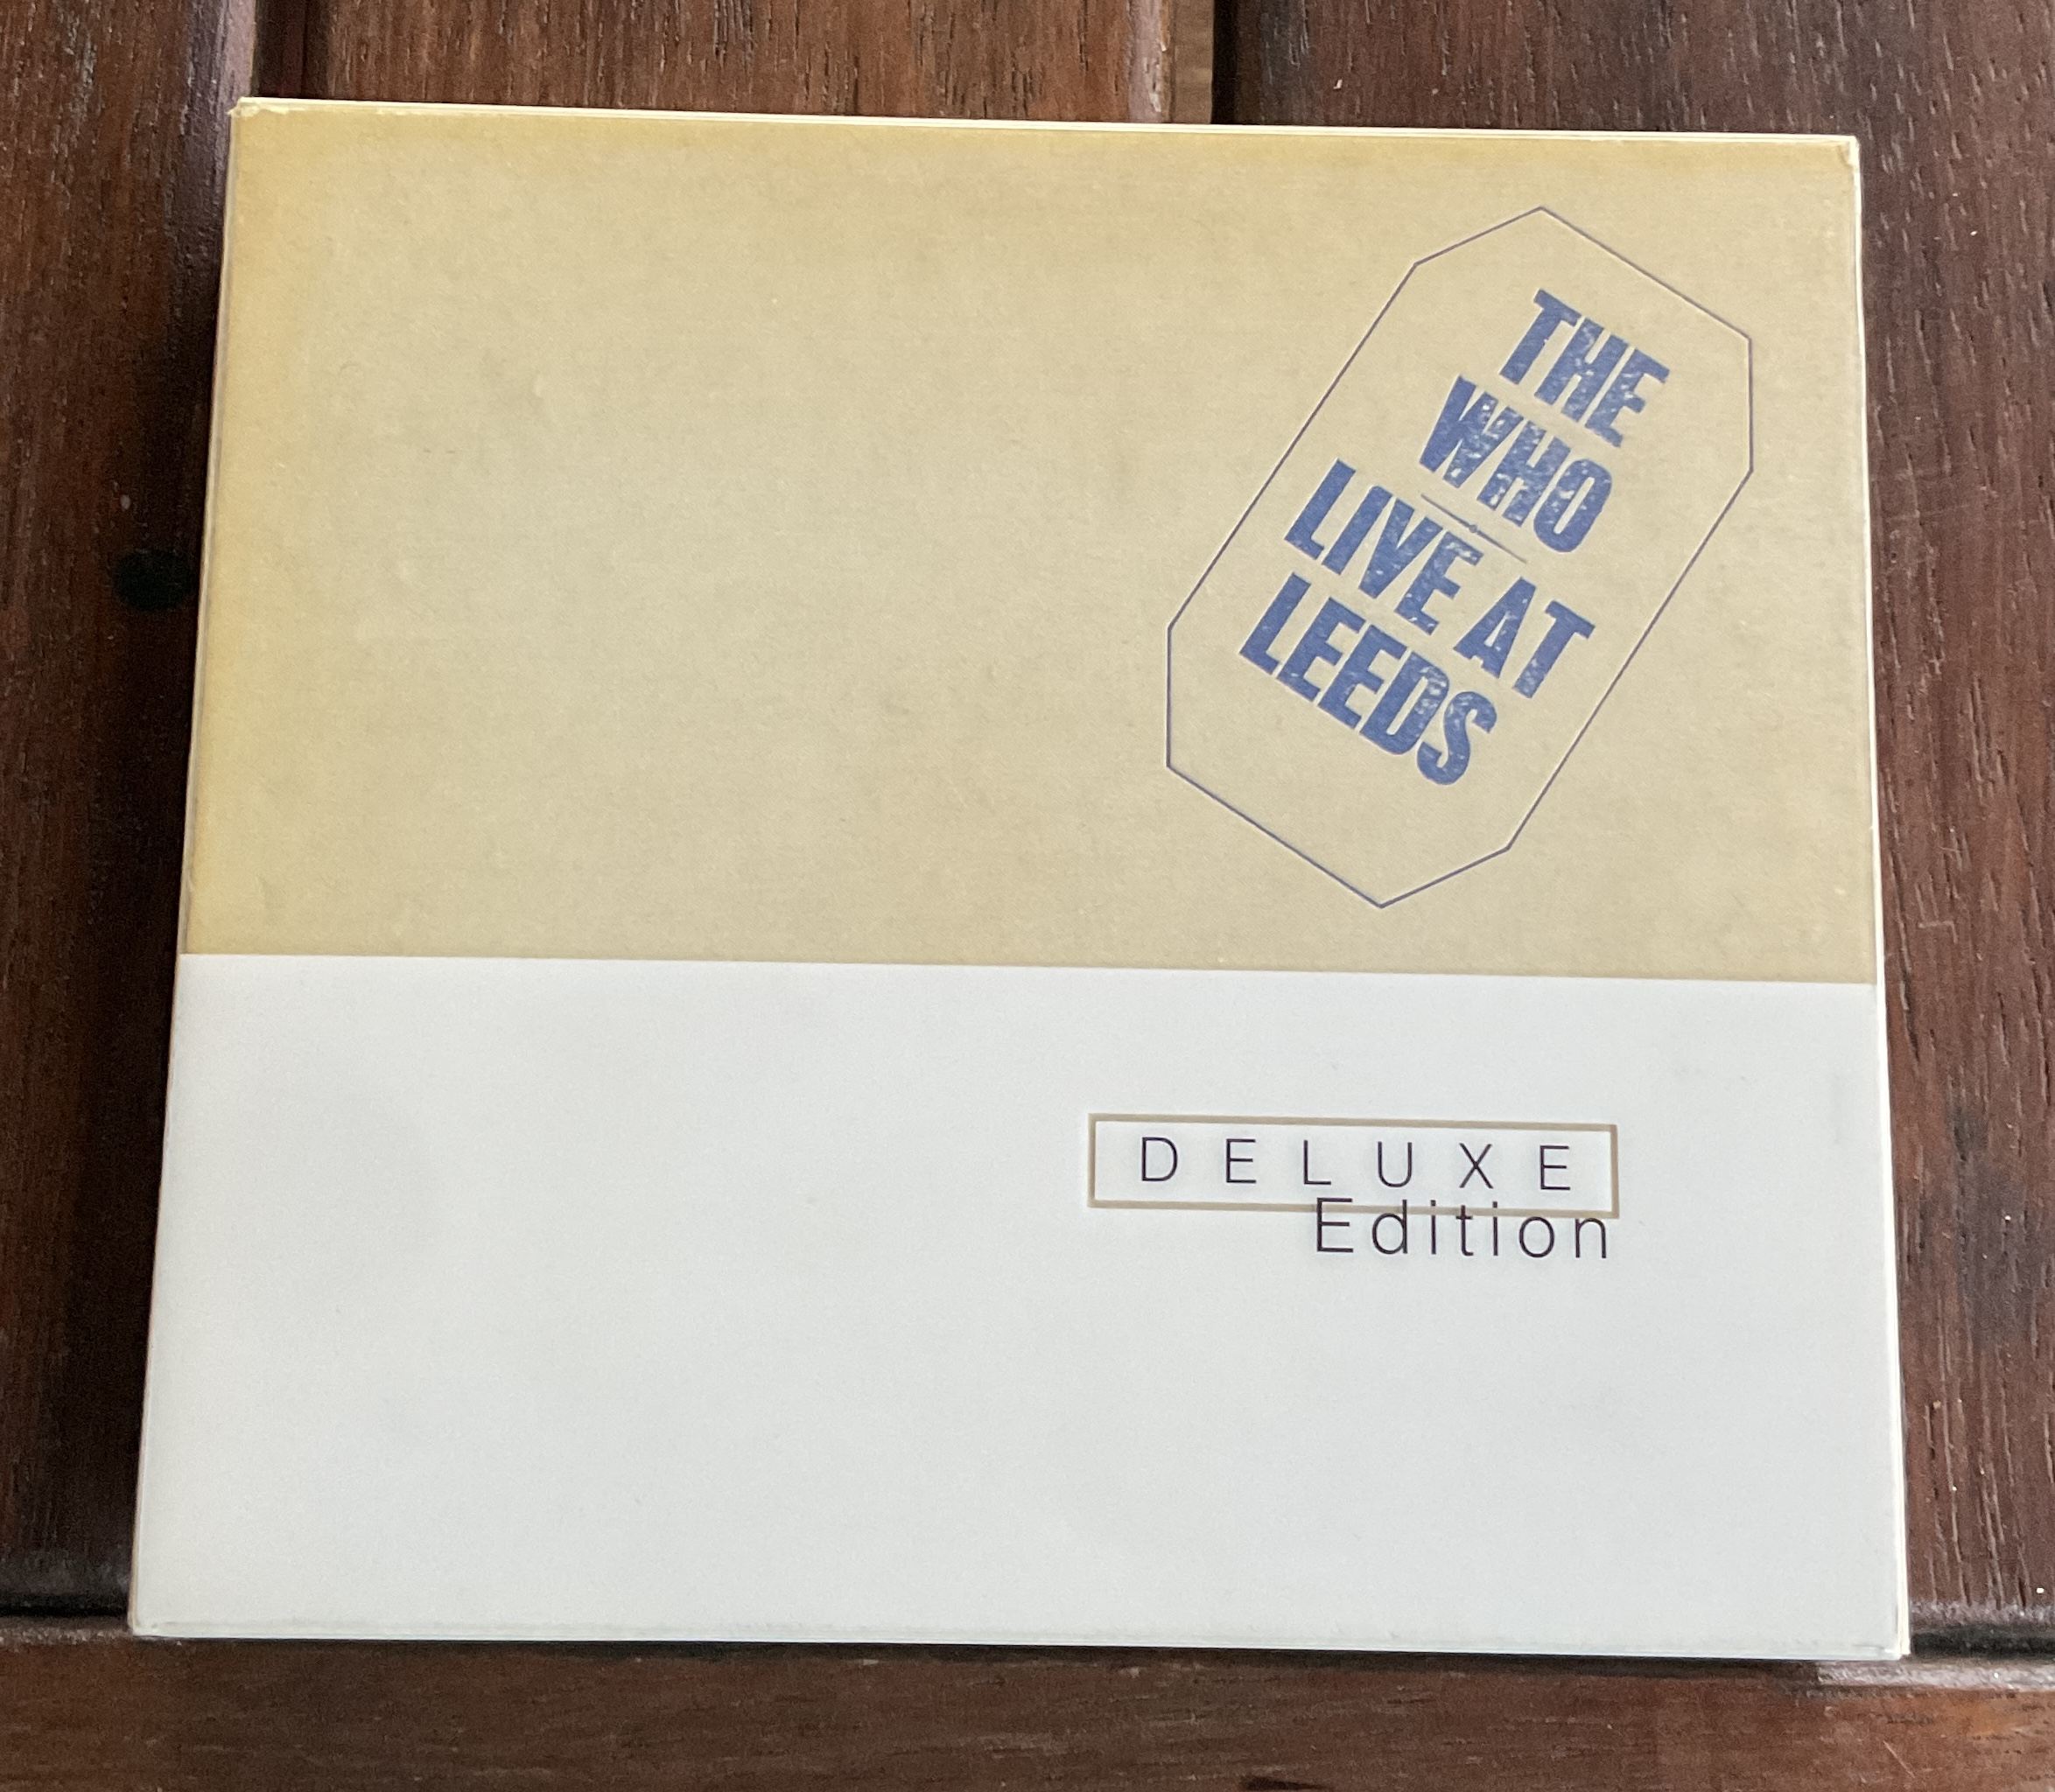 THE
WHO
LIVE AT
LEEDS
DELUXE
Edition